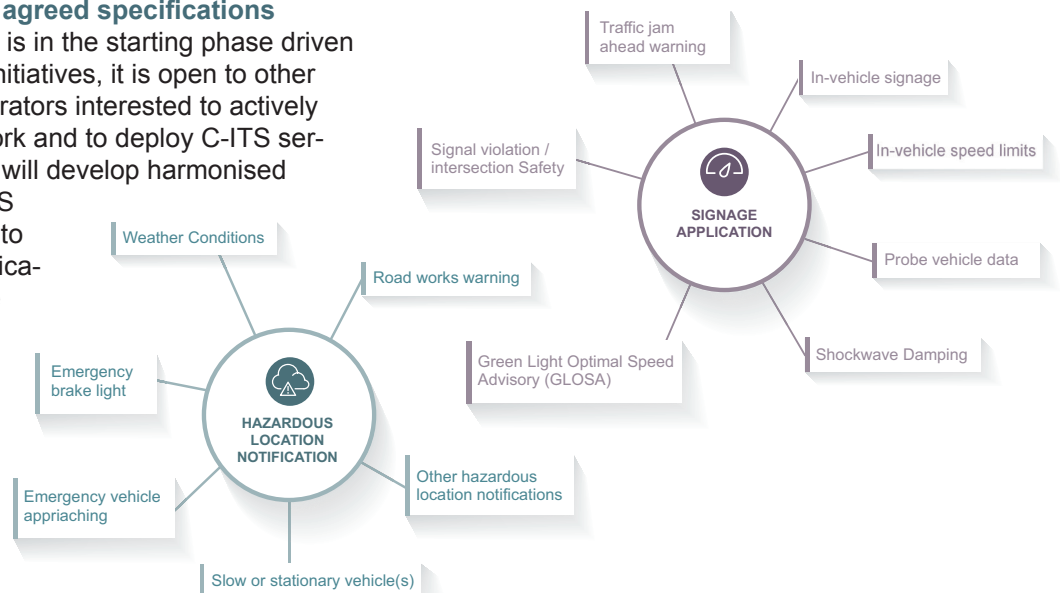 agreed specifications
is in the starting phase driven
nitiatives, it is open to other
rators interested to actively
ork and to deploy C-ITS ser-
will develop harmonised
S
to
ica-
Traffic jam
ahead warning
In-vehicle signage
Signal violation /
intersection Safety
In-vehicle speed limits
SIGNAGE
APPLICATION
Probe vehicle data
Shockwave Damping
Green Light Optimal Speed
Advisory (GLOSA)
Weather Conditions
Road works warning
Emergency
brake light
HAZARDOUS
LOCATION
NOTIFICATION
Other hazardous
location notifications
Emergency vehicle
appriaching
Slow or stationary vehicle(s)